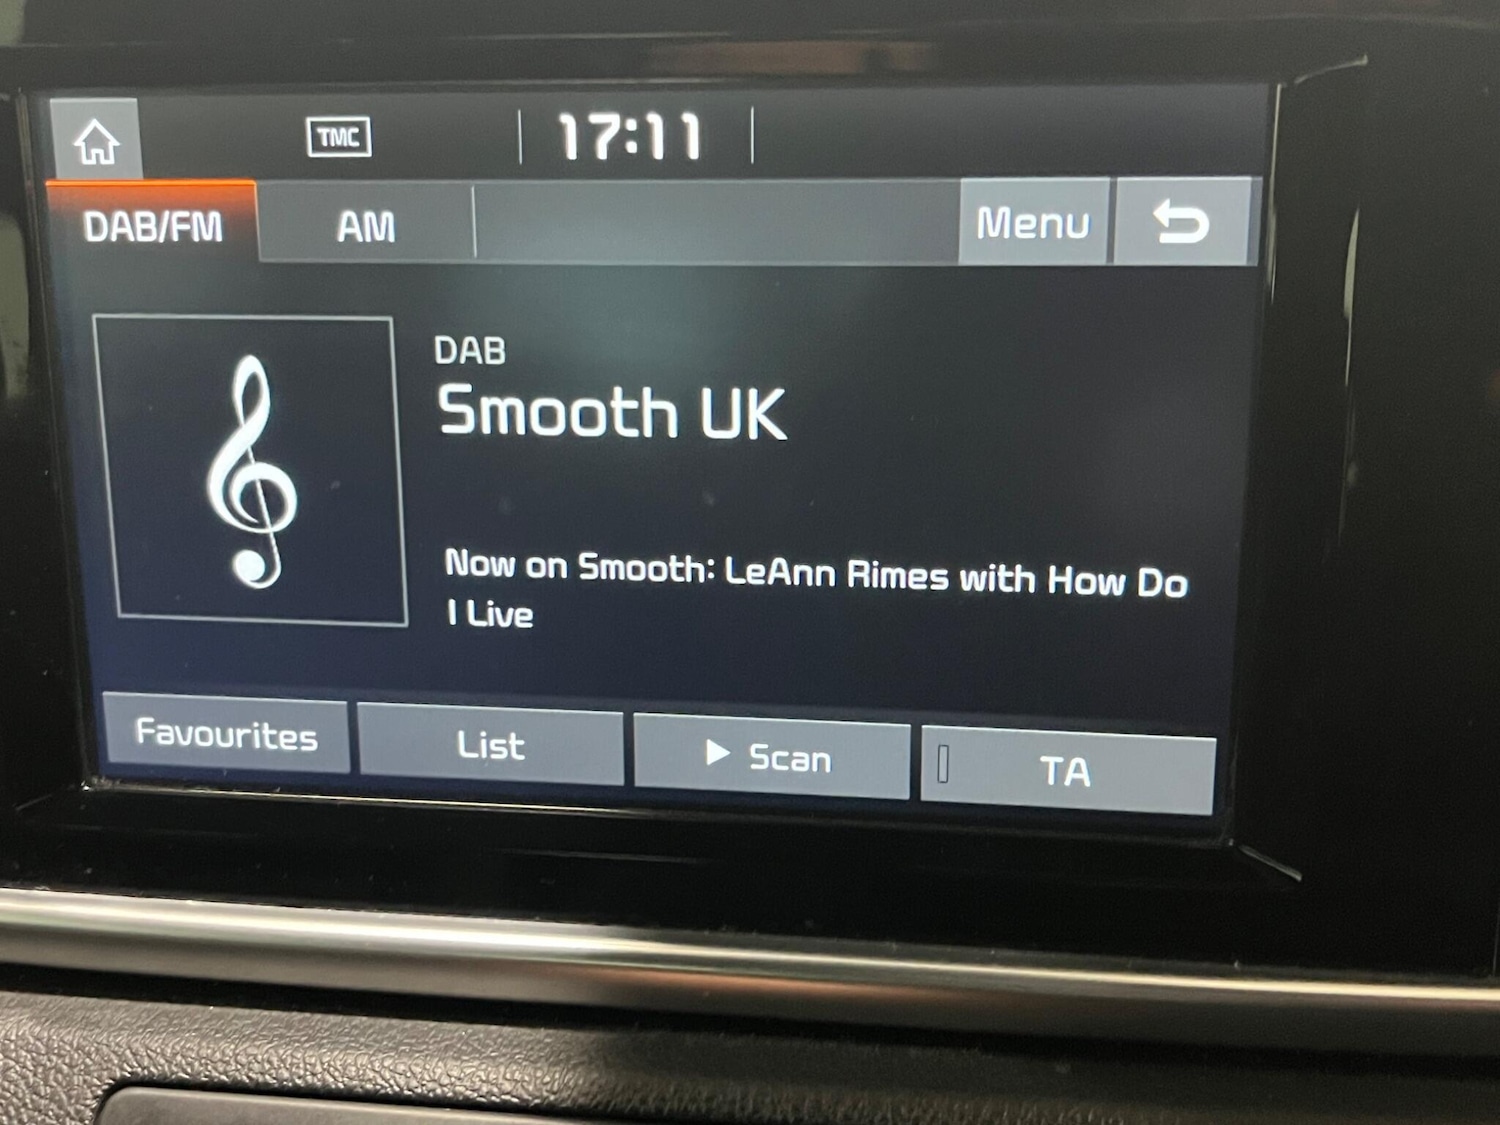 TMC
17:11
DAB/FM
AM
Menu
DAB
Smooth UK
Now on Smooth: LeAnn Rimes with How Do
I Live
Favourites
List
Scan
TA